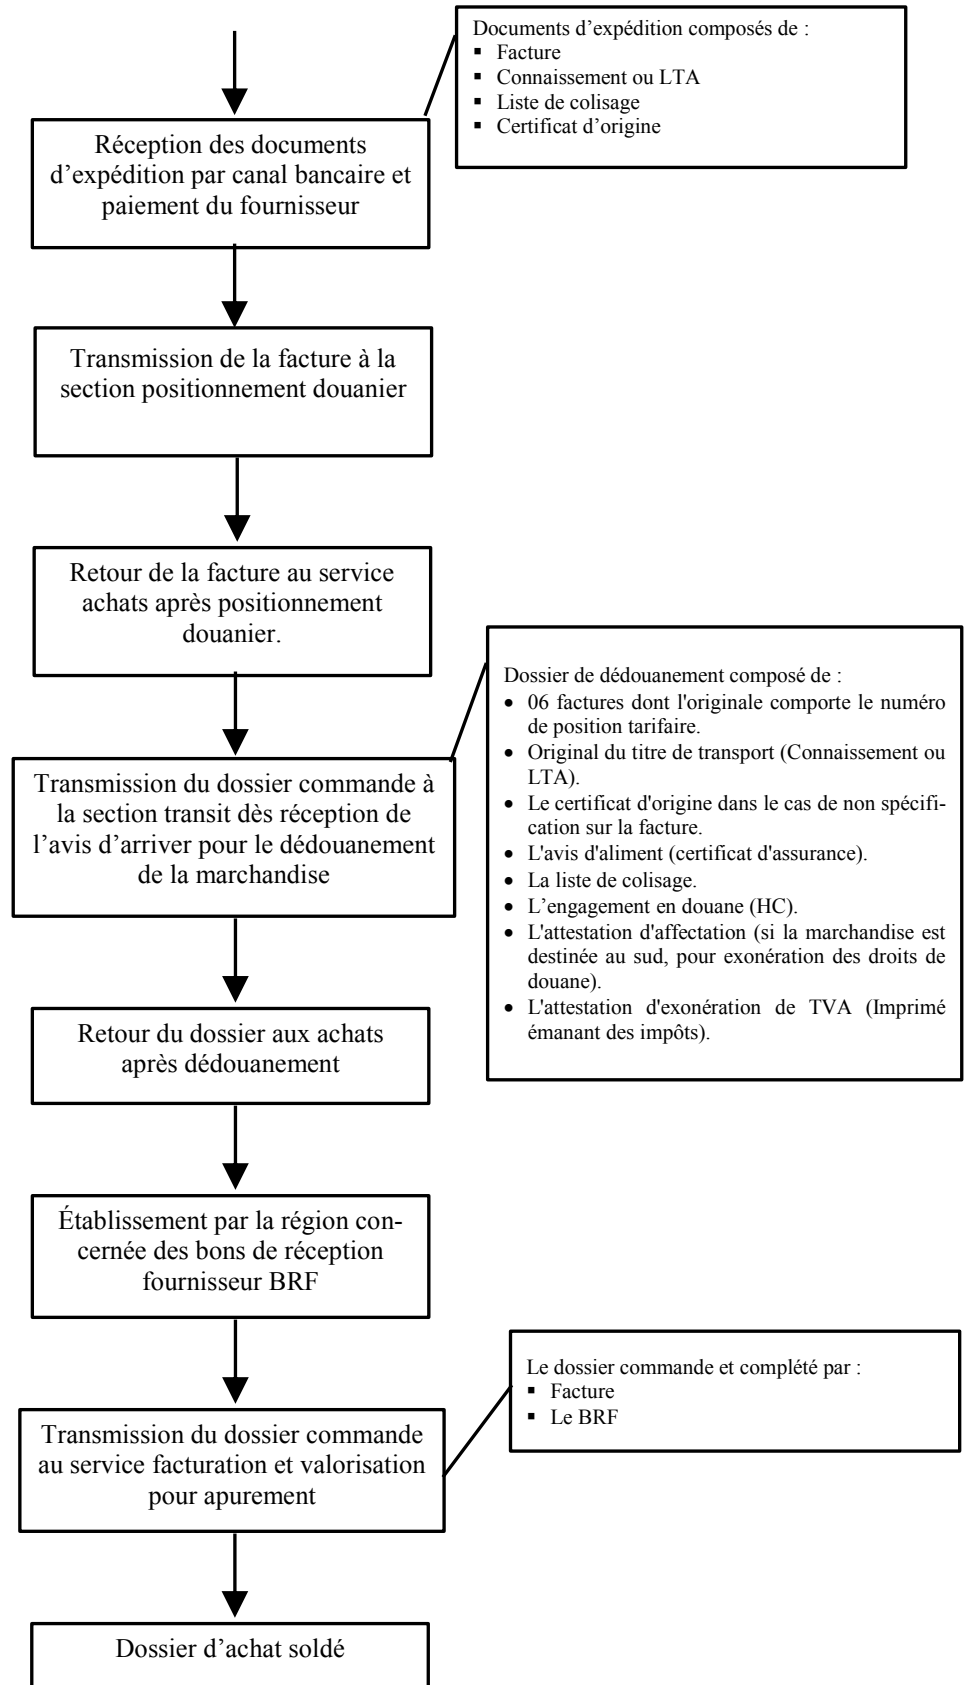 Documents d’expédition composés de :
▪ Facture
▪ Connaissement ou LTA
▪ Liste de colisage
▪ Certificat d’origine
Réception des documents
d’expédition par canal bancaire et
paiement du fournisseur
Transmission de la facture à la
section positionnement douanier
Retour de la facture au service
achats après positionnement
douanier.
Dossier de dédouanement composé de :
• 06 factures dont l'originale comporte le numéro
de position tarifaire.
• Original du titre de transport (Connaissement ou
LTA).
• Le certificat d'origine dans le cas de non spécifi-
cation sur la facture.
• L'avis d'aliment (certificat d'assurance).
• La liste de colisage.
• L’engagement en douane (HC).
• L'attestation d'affectation (si la marchandise est
destinée au sud, pour exonération des droits de
douane).
• L'attestation d'exonération de TVA (Imprimé
émanant des impôts).
Transmission du dossier commande à
la section transit dès réception de
l’avis d’arriver pour le dédouanement
de la marchandise
Retour du dossier aux achats
après dédouanement
Établissement par la région con-
cernée des bons de réception
fournisseur BRF
Le dossier commande et complété par :
▪ Facture
▪ Le BRF
Transmission du dossier commande
au service facturation et valorisation
pour apurement
Dossier d’achat soldé